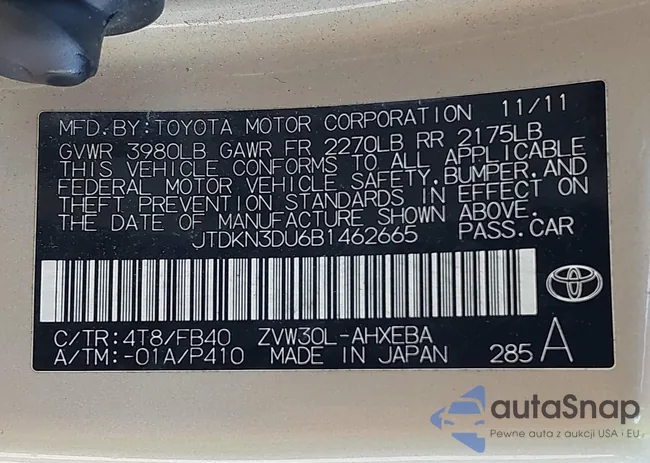 MFD. BY: TOYOTA MOTOR CORPORATION 11/11
GVWR 3980LB GAWR FR 2270LB RR 2175LB
THIS VEHICLE CONFORMS TO ALL APPLICABLE
FEDERAL MOTOR VEHICLE SAFETY, BUMPER, AND
THEFT PREVENTION STANDARDS IN EFFECT ON
THE DATE OF MANUFACTURE SHOWN ABOVE.
JTDKN3DU6B1462665 PASS.CAR
C/TR: 4T8/FB40 ZVW30L-AHXEBA
A/TM: -01A/P410 MADE IN JAPAN 285 A
autaSnap
Pewne auta z aukcji USA i EU